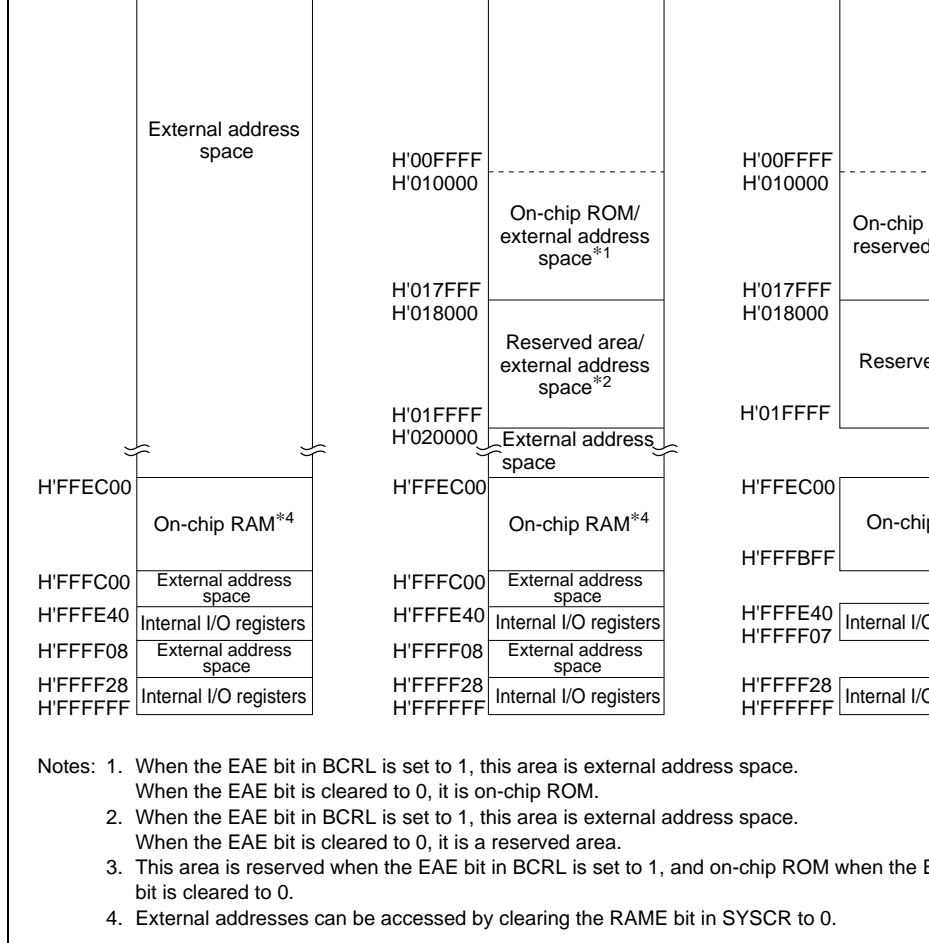 External address
space
H'FFEC00
On-chip RAM*4
H'FFFC00
External address
space
H'FFFE40
Internal I/O registers
H'FFFF08
External address
space
H'FFFF28
Internal I/O registers
H'FFFFFF
H'00FFFF
H'010000
On-chip ROM/
external address
space*1
H'017FFF
H'018000
Reserved area/
external address
space*2
H'01FFFF
H'020000
External address
space
H'FFEC00
On-chip RAM*4
H'FFFC00
External address
space
H'FFFE40
Internal I/O registers
H'FFFF08
External address
space
H'FFFF28
Internal I/O registers
H'FFFFFF
H'00FFFF
H'010000
On-chip
reserved
H'017FFF
H'018000
H'01FFFF
H'FFEC00
H'FFFBFF
H'FFFE40
Internal
H'FFFF07
H'FFFF28
Internal
H'FFFFFF
Notes: 1. When the EAE bit in BCRL is set to 1, this area is external address space.
When the EAE bit is cleared to 0, it is on-chip ROM.
2. When the EAE bit in BCRL is set to 1, this area is external address space.
When the EAE bit is cleared to 0, it is a reserved area.
3. This area is reserved when the EAE bit in BCRL is set to 1, and on-chip ROM when the
bit is cleared to 0.
4. External addresses can be accessed by clearing the RAME bit in SYSCR to 0.